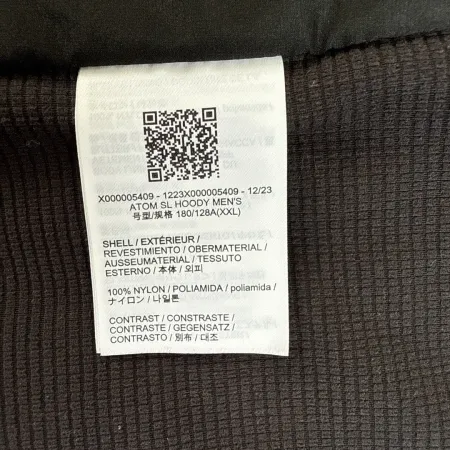 X000005409 - 1223X000005409 - 12/23
ATOM SL HOODY MEN'S
号型/规格 180/128A(XXL)
SHELL / EXTÉRIEUR /
REVESTIMIENTO / OBERMATERIAL /
AUSSEUMATERIAL / TESSUTO
ESTERNO / 本体 / 외피
100% NYLON / POLIAMIDA / poliamida /
ナイロン / 나일론
CONTRAST / CONSTRASTE /
CONTRASTE / GEGENSATZ /
CONTRASTO / 別布 / 대조